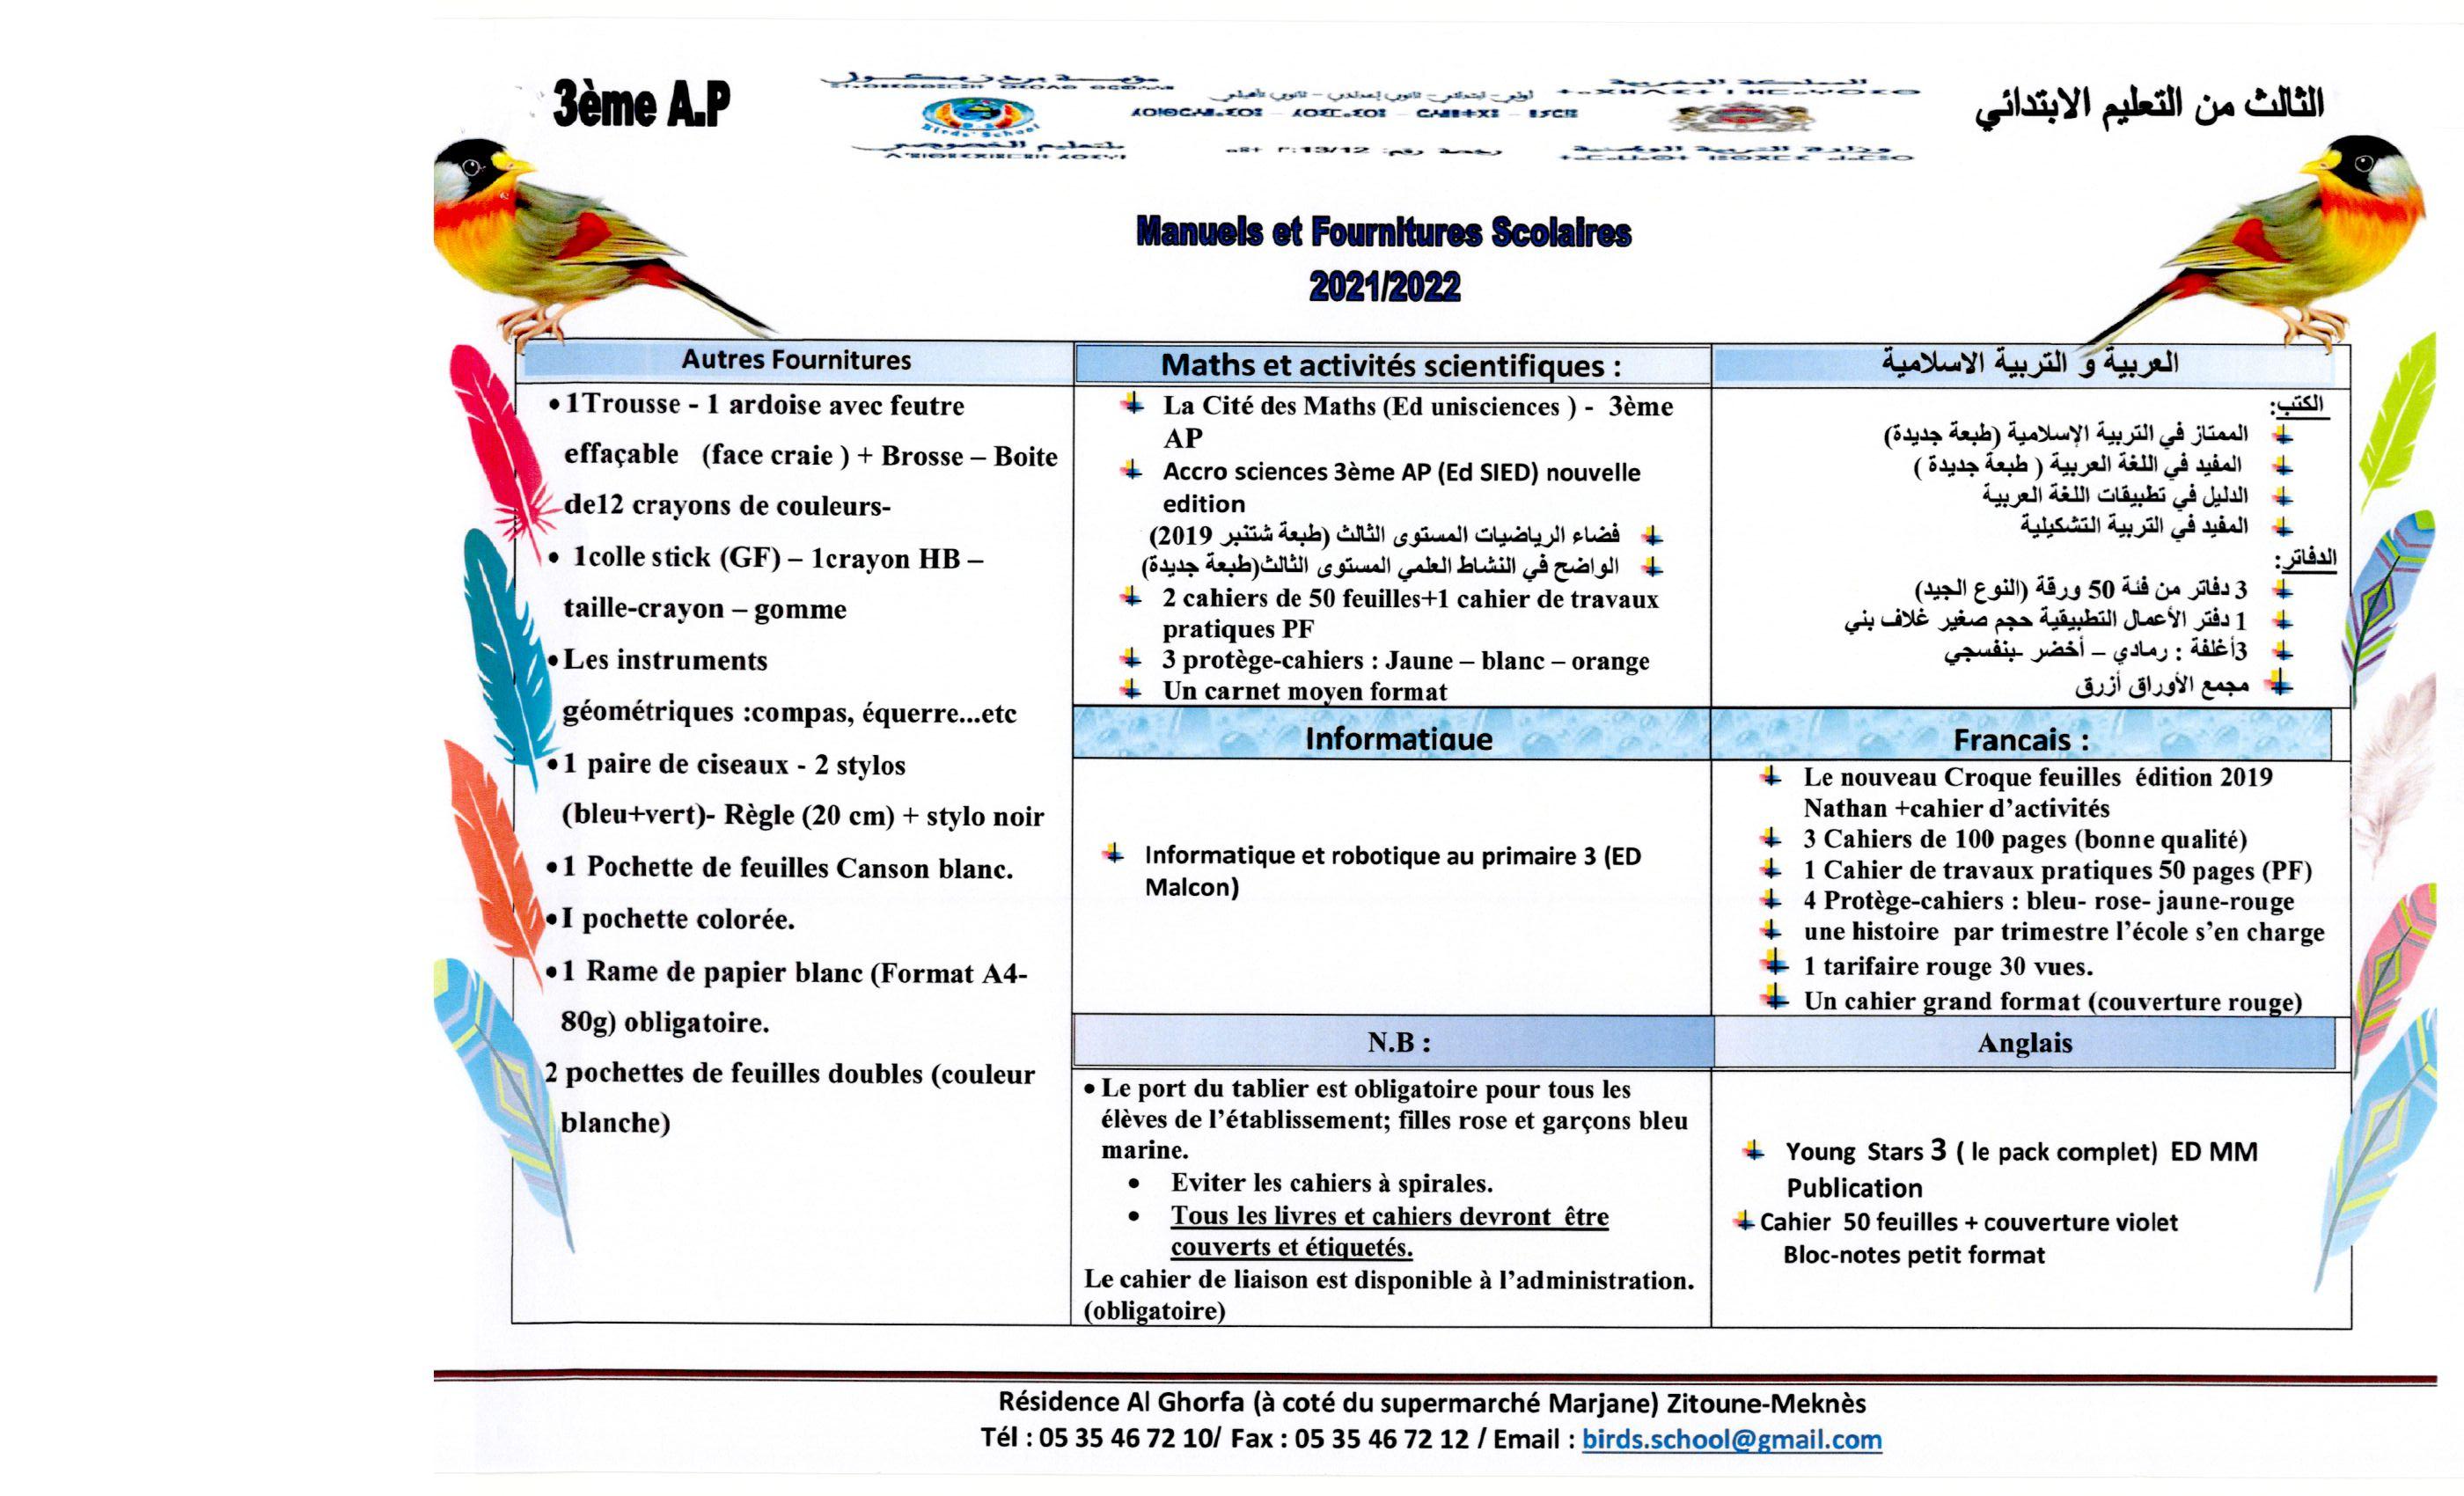 3ème A.P
مؤسسة بيردز سكول
Birds' School
للتعليم الخصوصي
أولي - ابتدائي - ثانوي إعدادي - ثانوي تأهيلي
رخصة رقم: 13/12
المملكة المغربية
وزارة التربية الوطنية
الثالث من التعليم الابتدائي
Manuels et Fournitures Scolaires
2021/2022
Autres Fournitures
•1Trousse - 1 ardoise avec feutre
effaçable (face craie ) + Brosse – Boite
de12 crayons de couleurs-
• 1colle stick (GF) – 1crayon HB –
taille-crayon – gomme
•Les instruments
géométriques :compas, équerre...etc
•1 paire de ciseaux - 2 stylos
(bleu+vert)- Règle (20 cm) + stylo noir
•1 Pochette de feuilles Canson blanc.
•I pochette colorée.
•1 Rame de papier blanc (Format A4-
80g) obligatoire.
2 pochettes de feuilles doubles (couleur
blanche)
Maths et activités scientifiques :
La Cité des Maths (Ed unisciences ) - 3ème
AP
Accro sciences 3ème AP (Ed SIED) nouvelle
edition
فضاء الرياضيات المستوى الثالث (طبعة شتنبر 2019)
الواضح في النشاط العلمي المستوى الثالث(طبعة جديدة)
2 cahiers de 50 feuilles+1 cahier de travaux
pratiques PF
3 protège-cahiers : Jaune – blanc – orange
Un carnet moyen format
العربية و التربية الاسلامية
الكتب:
الممتاز في التربية الإسلامية (طبعة جديدة)
المفيد في اللغة العربية ( طبعة جديدة )
الدليل في تطبيقات اللغة العربية
المفيد في التربية التشكيلية
الدفاتر:
3 دفاتر من فئة 50 ورقة (النوع الجيد)
1 دفتر الأعمال التطبيقية حجم صغير غلاف بني
3أغلفة : رمادي – أخضر -بنفسجي
مجمع الأوراق أزرق
Informatique
Informatique et robotique au primaire 3 (ED
Malcon)
Francais :
Le nouveau Croque feuilles édition 2019
Nathan +cahier d'activités
3 Cahiers de 100 pages (bonne qualité)
1 Cahier de travaux pratiques 50 pages (PF)
4 Protège-cahiers : bleu- rose- jaune-rouge
une histoire par trimestre l'école s'en charge
1 tarifaire rouge 30 vues.
Un cahier grand format (couverture rouge)
N.B :
• Le port du tablier est obligatoire pour tous les
élèves de l'établissement; filles rose et garçons bleu
marine.
• Eviter les cahiers à spirales.
• Tous les livres et cahiers devront être
couverts et étiquetés.
Le cahier de liaison est disponible à l'administration.
(obligatoire)
Anglais
Young Stars 3 ( le pack complet) ED MM
Publication
Cahier 50 feuilles + couverture violet
Bloc-notes petit format
Résidence Al Ghorfa (à coté du supermarché Marjane) Zitoune-Meknès
Tél : 05 35 46 72 10/ Fax : 05 35 46 72 12 / Email : birds.school@gmail.com